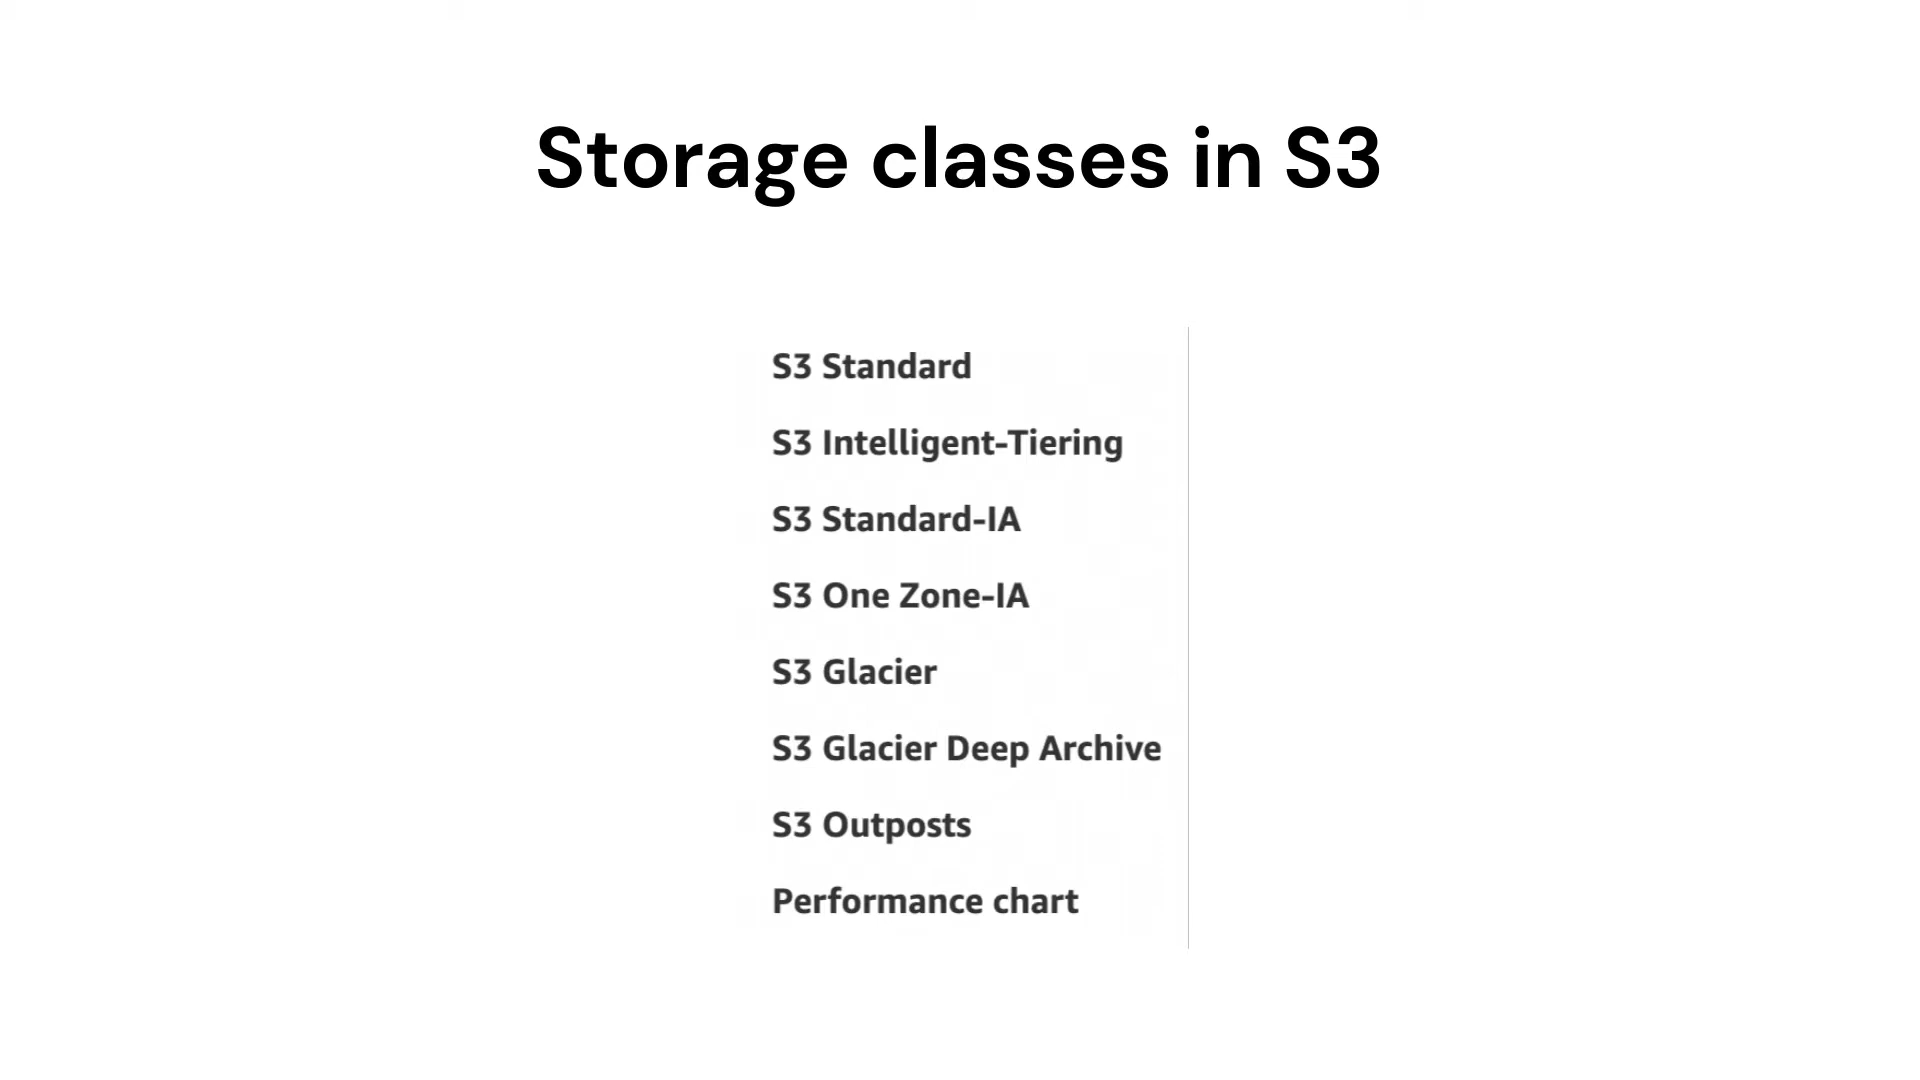 Storage classes in S3
S3 Standard
S3 Intelligent-Tiering
S3 Standard-IA
S3 One Zone-IA
S3 Glacier
S3 Glacier Deep Archive
S3 Outposts
Performance chart